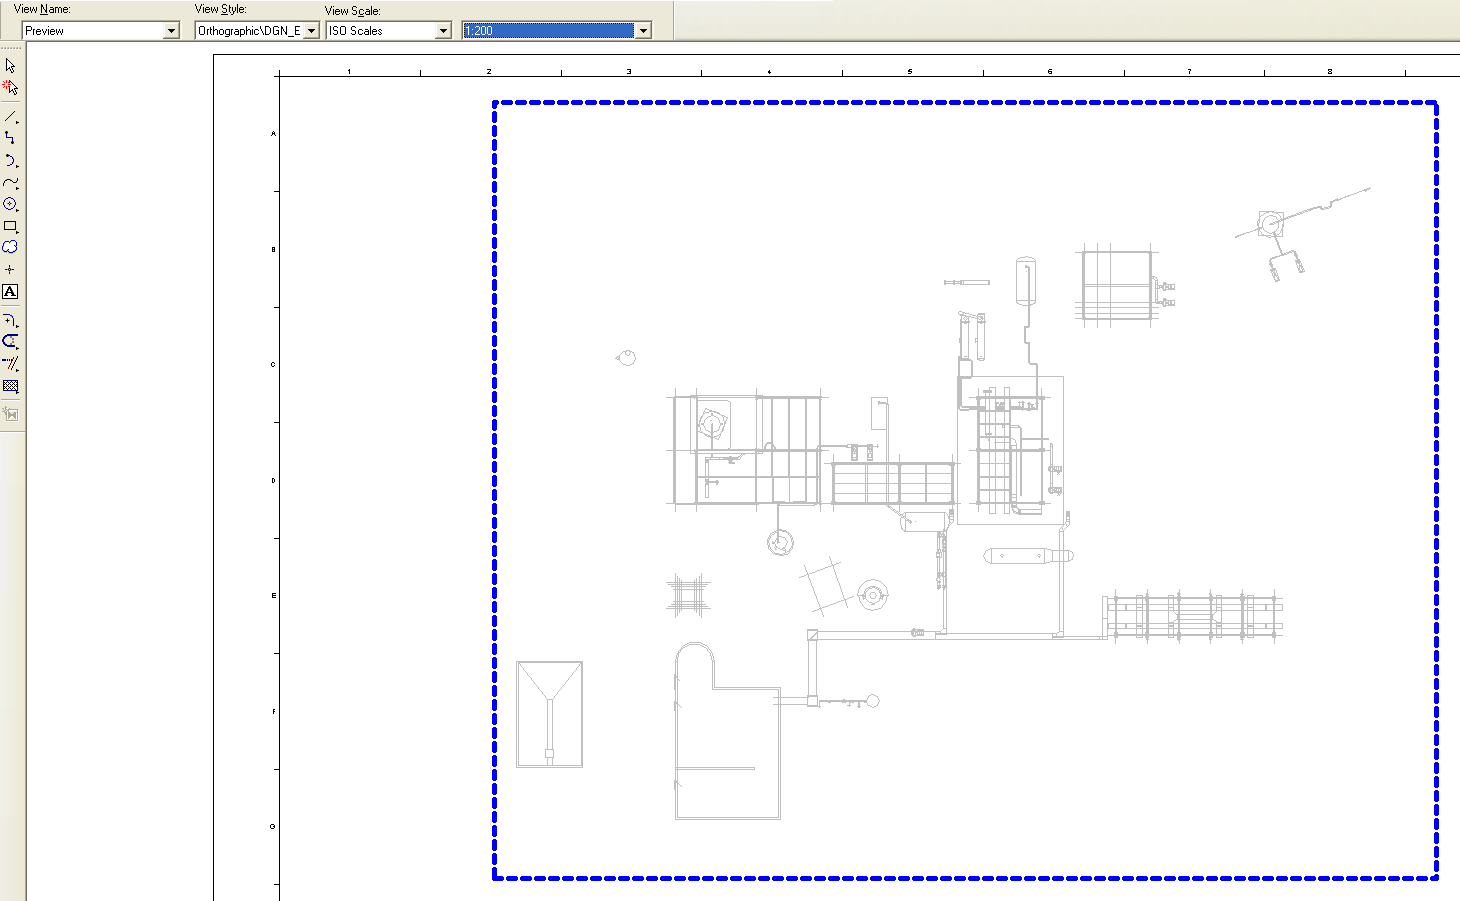 View Name: View Style: View Scale:
Preview Orthographic\DGN_E ISO Scales 1:200
1 2 3 4 5 6 7 8
A
B
C
D
E
F
G
A